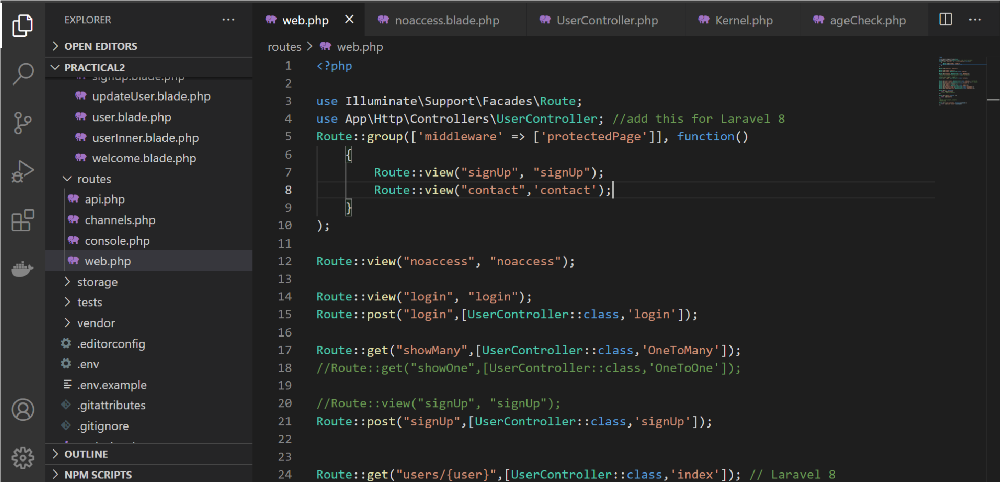 EXPLORER
OPEN EDITORS
PRACTICAL2
signup.blade.php
updateUser.blade.php
user.blade.php
userInner.blade.php
welcome.blade.php
routes
api.php
channels.php
console.php
web.php
storage
tests
vendor
.editorconfig
.env
.env.example
.gitattributes
.gitignore
OUTLINE
NPM SCRIPTS
web.php noaccess.blade.php UserController.php Kernel.php ageCheck.php
routes > web.php
1 <?php
2
3 use Illuminate\Support\Facades\Route;
4 use App\Http\Controllers\UserController; //add this for Laravel 8
5 Route::group(['middleware' => ['protectedPage']], function()
6 {
7 Route::view("signUp", "signUp");
8 Route::view("contact",'contact');
9 }
10 );
11
12 Route::view("noaccess", "noaccess");
13
14 Route::view("login", "login");
15 Route::post("login",[UserController::class,'login']);
16
17 Route::get("showMany",[UserController::class,'OneToMany']);
18 //Route::get("showOne",[UserController::class,'OneToOne']);
19
20 //Route::view("signUp", "signUp");
21 Route::post("signUp",[UserController::class,'signUp']);
22
23
24 Route::get("users/{user}",[UserController::class,'index']); // Laravel 8